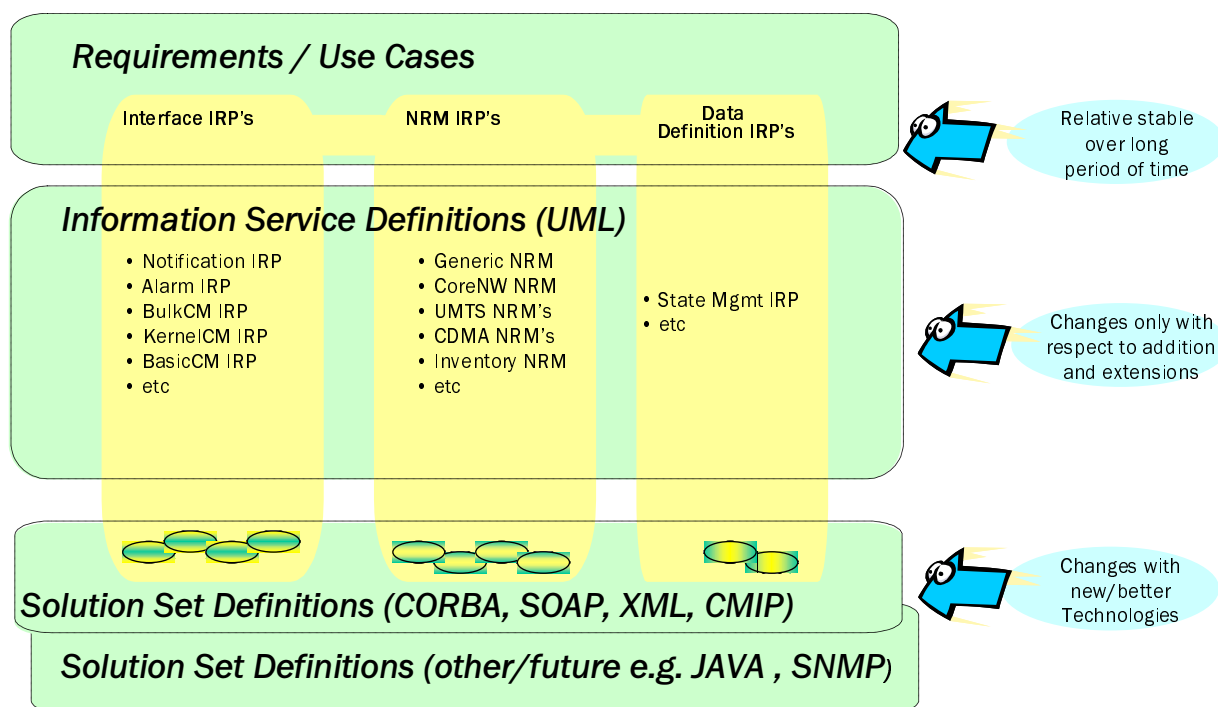 Requirements / Use Cases
Interface IRP's
NRM IRP's
Data
Definition IRP's
Relative stable
over long
period of time
Information Service Definitions (UML)
• Notification IRP
• Alarm IRP
• BulkCM IRP
• KernelCM IRP
• BasicCM IRP
• etc
• Generic NRM
• CoreNW NRM
• UMTS NRM's
• CDMA NRM's
• Inventory NRM
• etc
• State Mgmt IRP
• etc
Changes only with
respect to addition
and extensions
Solution Set Definitions (CORBA, SOAP, XML, CMIP)
Changes with
new/better
Technologies
Solution Set Definitions (other/future e.g. JAVA , SNMP)